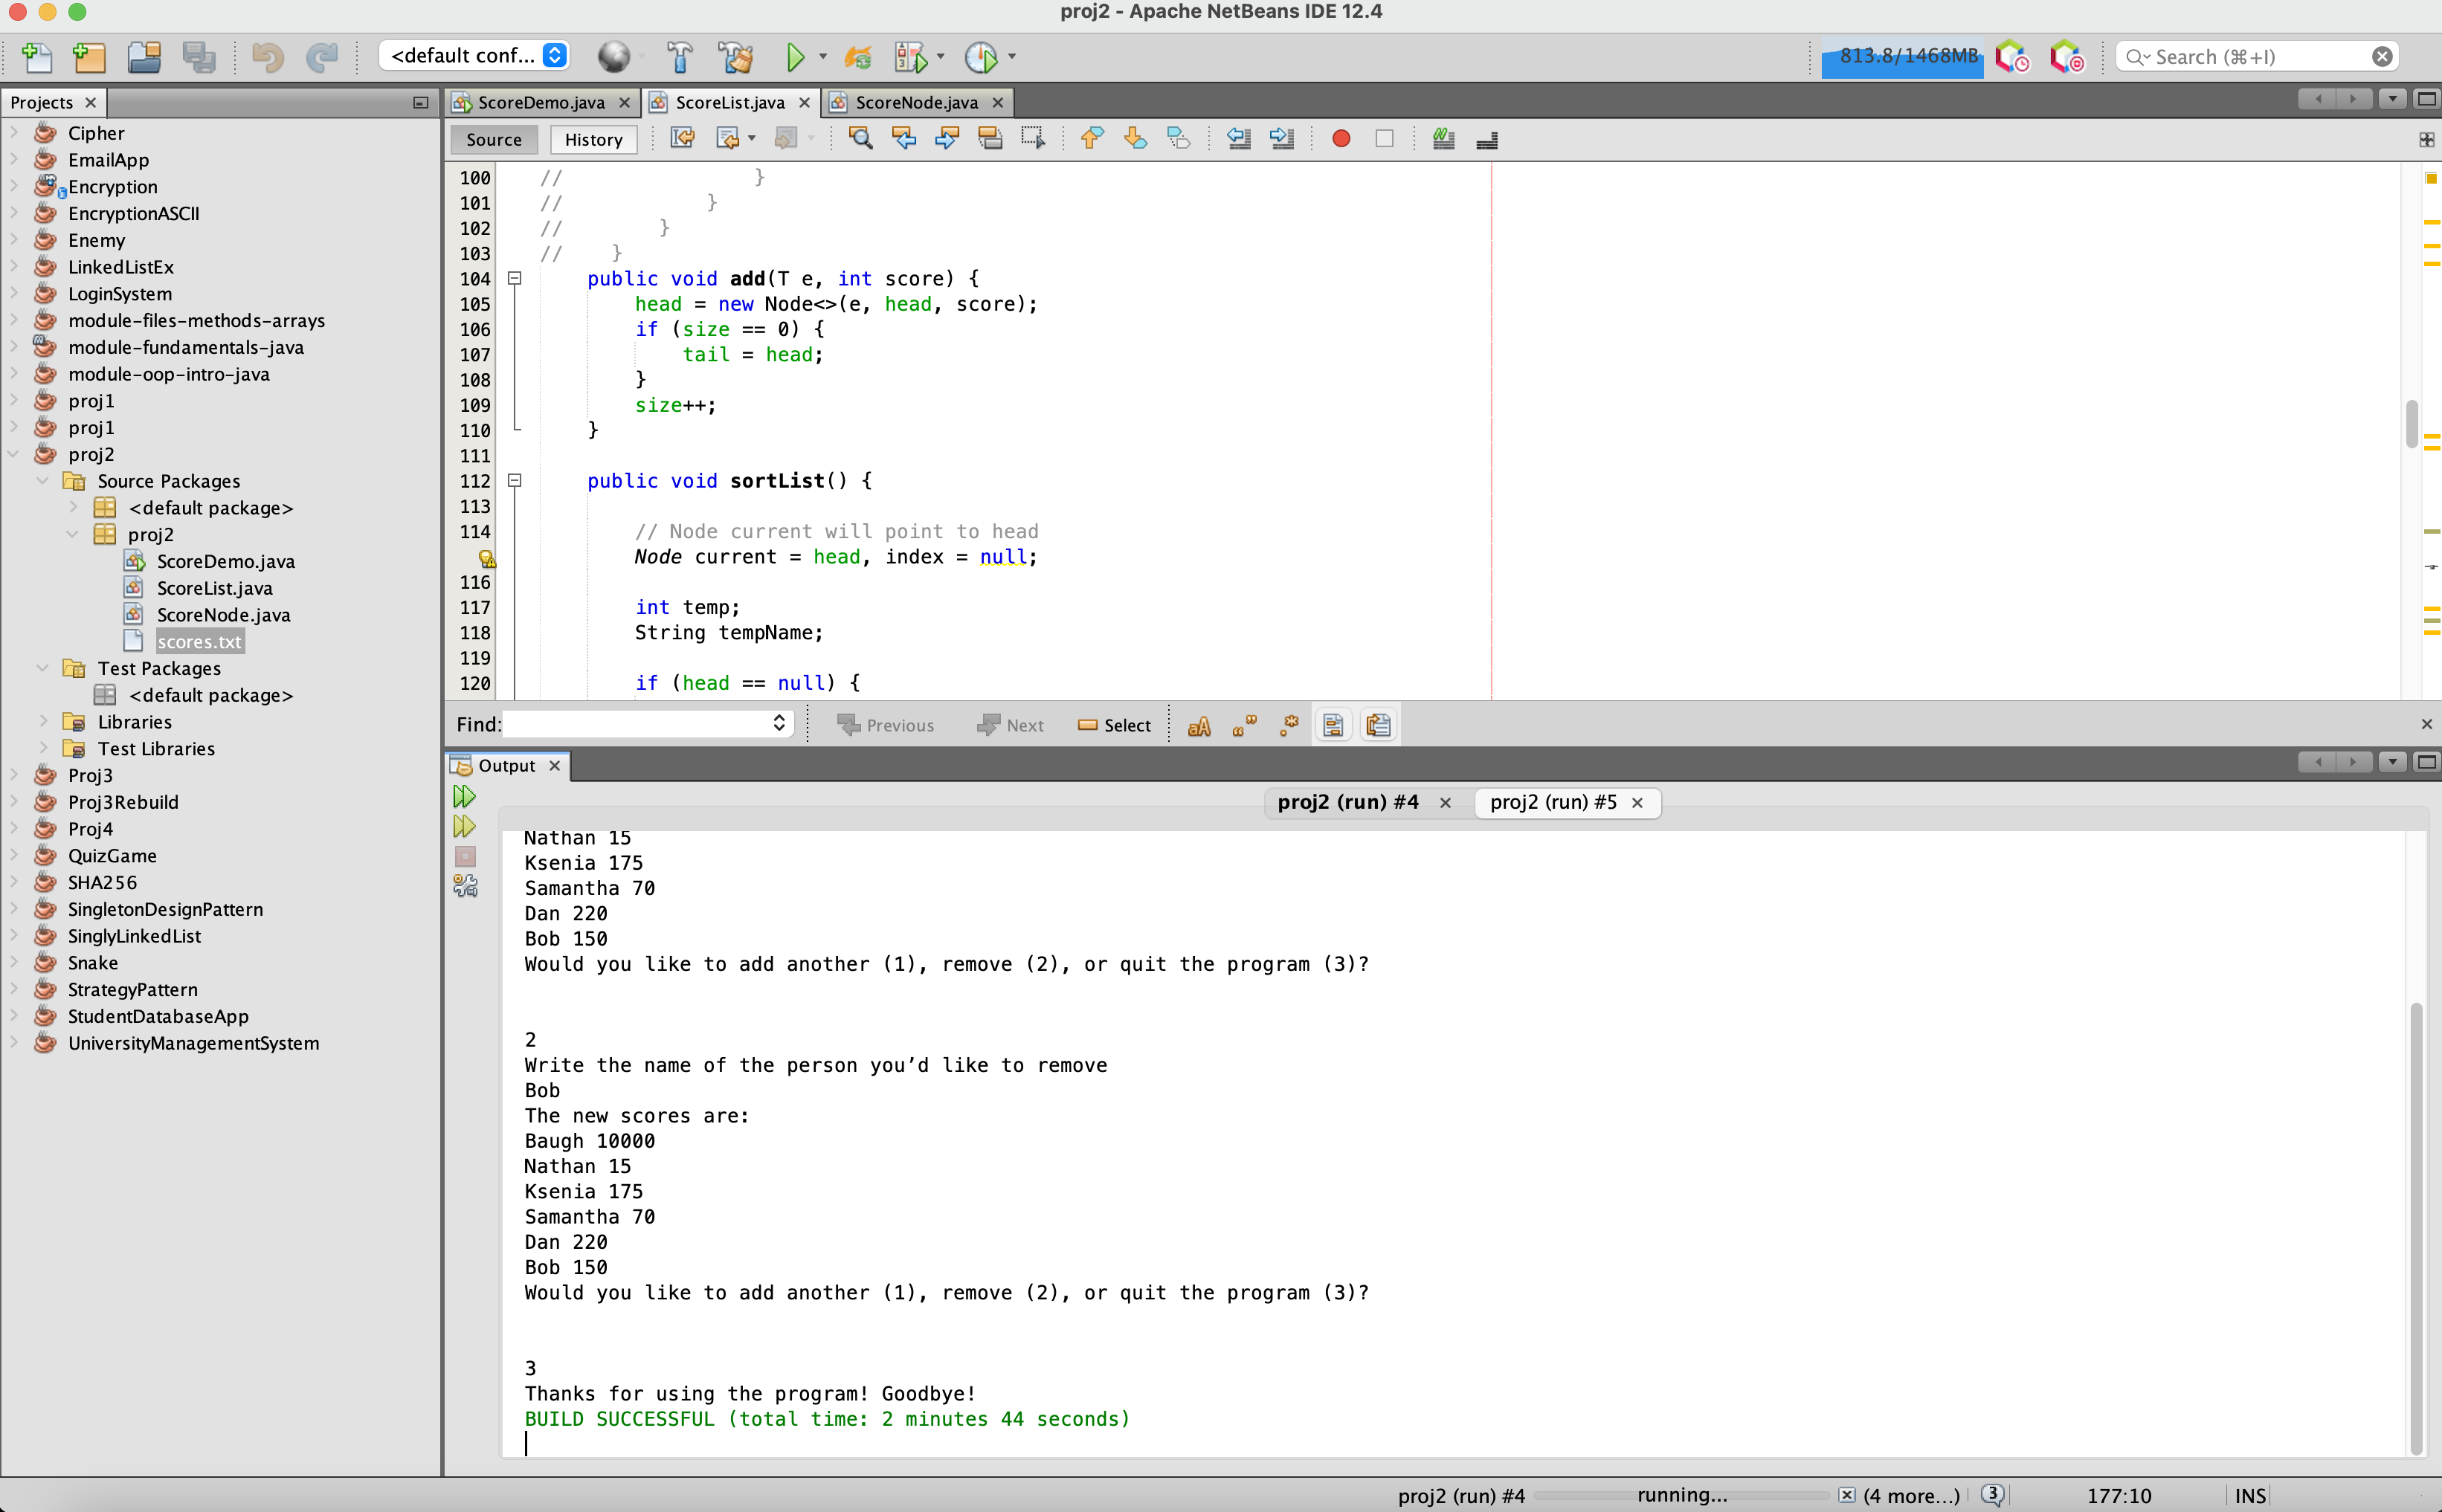 proj2 - Apache NetBeans IDE 12.4
<default conf...
813.8/1468MB
Search (⌘+I)
Projects
Cipher
EmailApp
Encryption
EncryptionASCII
Enemy
LinkedListEx
LoginSystem
module-files-methods-arrays
module-fundamentals-java
module-oop-intro-java
proj1
proj1
proj2
Source Packages
<default package>
proj2
ScoreDemo.java
ScoreList.java
ScoreNode.java
scores.txt
Test Packages
<default package>
Libraries
Test Libraries
Proj3
Proj3Rebuild
Proj4
QuizGame
SHA256
SingletonDesignPattern
SinglyLinkedList
Snake
StrategyPattern
StudentDatabaseApp
UniversityManagementSystem
ScoreDemo.java ScoreList.java ScoreNode.java
Source History
100 // }
101 // }
102 // }
103 // }
104 public void add(T e, int score) {
105 head = new Node<>(e, head, score);
106 if (size == 0) {
107 tail = head;
108 }
109 size++;
110 }
111
112 public void sortList() {
113
114 // Node current will point to head
Node current = head, index = null;
116
117 int temp;
118 String tempName;
119
120 if (head == null) {
Find: Previous Next Select
Output
proj2 (run) #4 proj2 (run) #5
Nathan 15
Ksenia 175
Samantha 70
Dan 220
Bob 150
Would you like to add another (1), remove (2), or quit the program (3)?
2
Write the name of the person you’d like to remove
Bob
The new scores are:
Baugh 10000
Nathan 15
Ksenia 175
Samantha 70
Dan 220
Bob 150
Would you like to add another (1), remove (2), or quit the program (3)?
3
Thanks for using the program! Goodbye!
BUILD SUCCESSFUL (total time: 2 minutes 44 seconds)
proj2 (run) #4 running... (4 more...) 3 177:10 INS